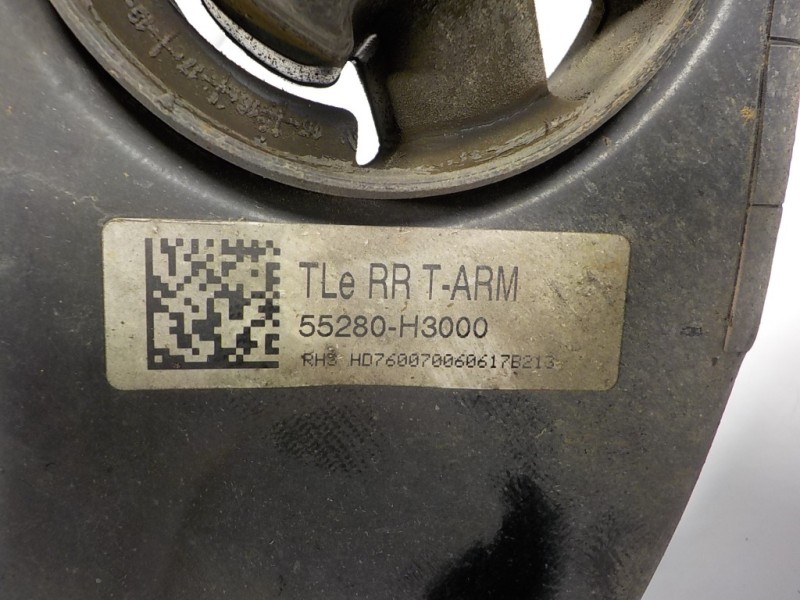 TLe RR T-ARM
55280-H3000
RH3 HD760070060617B213